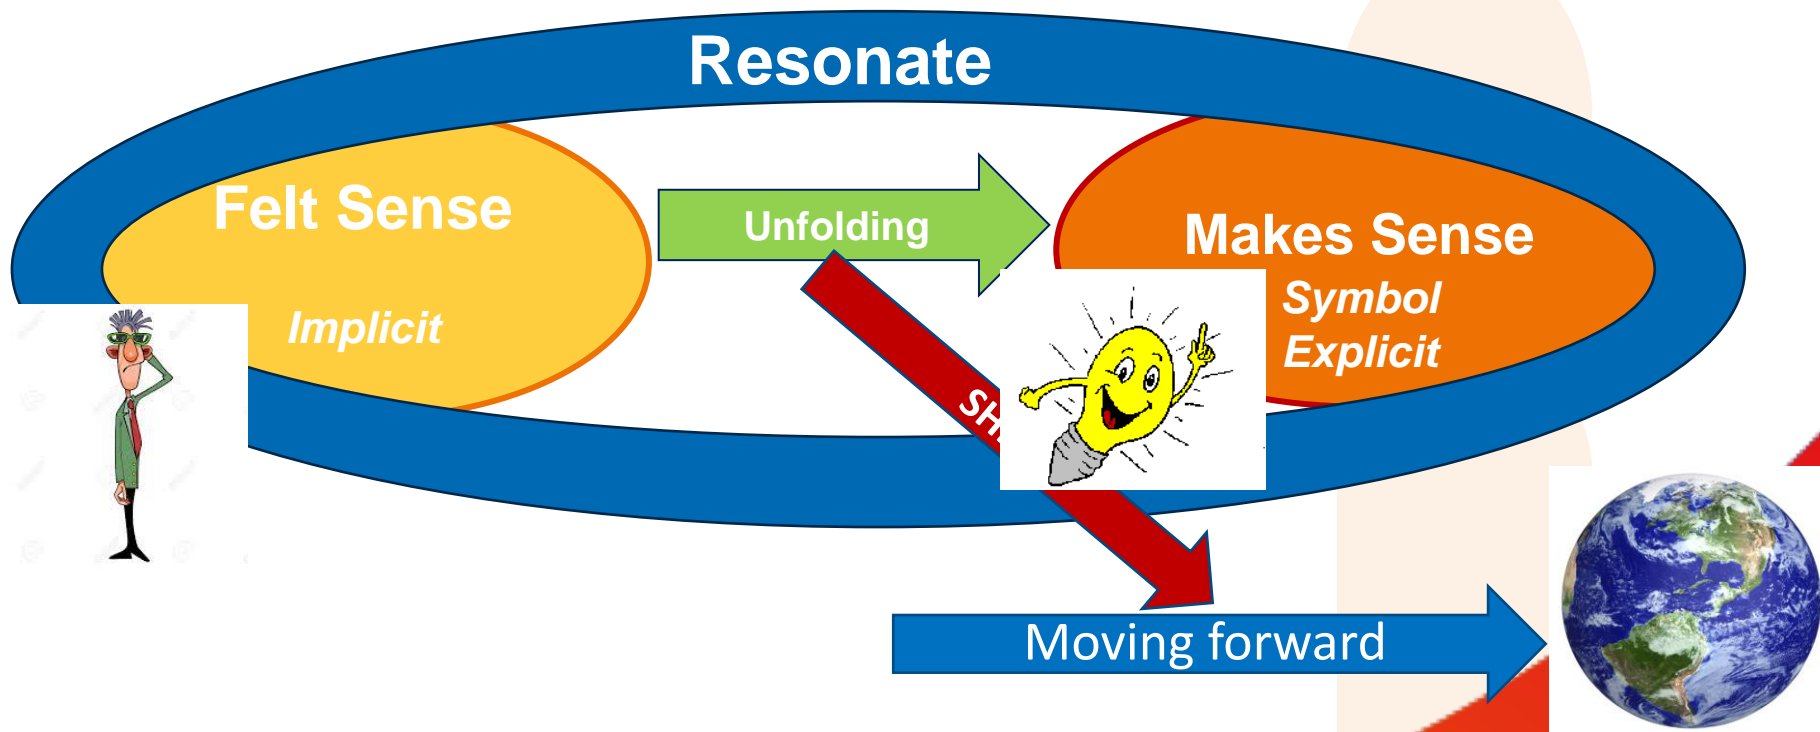 Resonate
Felt Sense
Implicit
Unfolding
Makes Sense
Symbol
Explicit
Moving forward